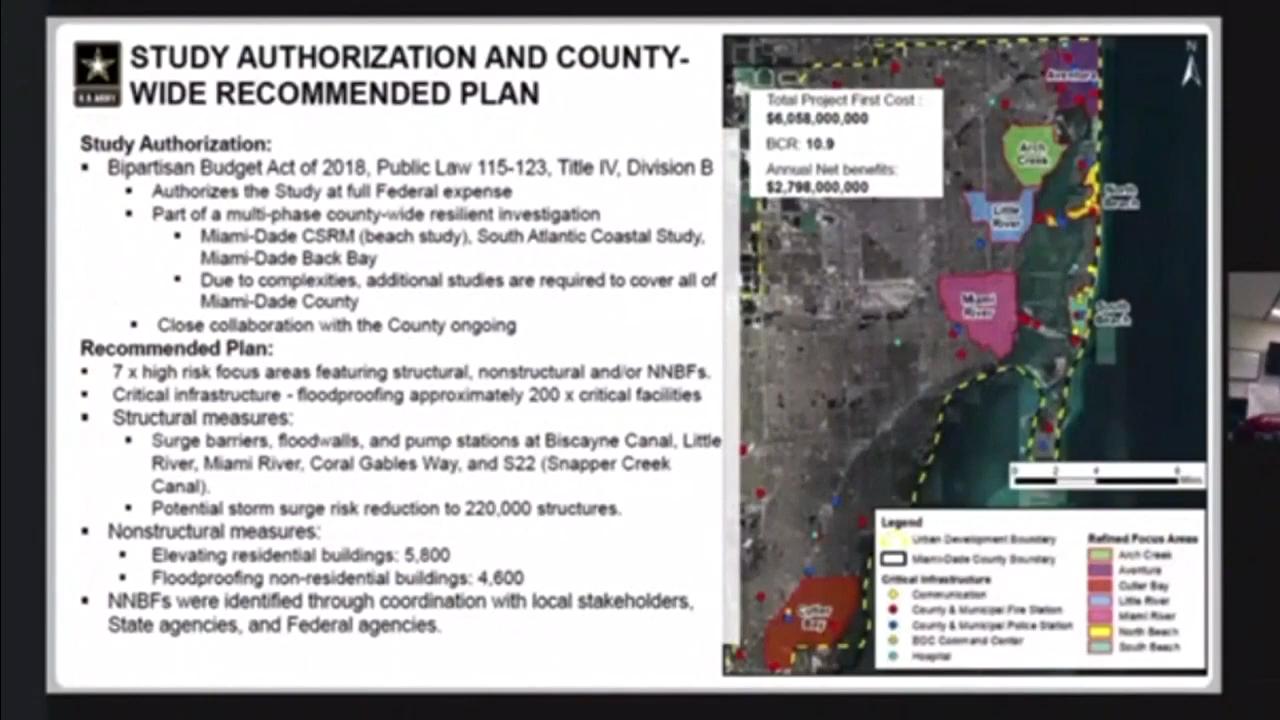 U.S. ARMY
STUDY AUTHORIZATION AND COUNTY-
WIDE RECOMMENDED PLAN
Study Authorization:
Bipartisan Budget Act of 2018, Public Law 115-123, Title IV, Division B
Authorizes the Study at full Federal expense
Part of a multi-phase county-wide resilient investigation
Miami-Dade CSRM (beach study), South Atlantic Coastal Study,
Miami-Dade Back Bay
Due to complexities, additional studies are required to cover all of
Miami-Dade County
Close collaboration with the County ongoing
Recommended Plan:
7 x high risk focus areas featuring structural, nonstructural and/or NNBFs.
Critical infrastructure - floodproofing approximately 200 x critical facilities
Structural measures:
Surge barriers, floodwalls, and pump stations at Biscayne Canal, Little
River, Miami River, Coral Gables Way, and S22 (Snapper Creek
Canal).
Potential storm surge risk reduction to 220,000 structures.
Nonstructural measures:
Elevating residential buildings: 5,800
Floodproofing non-residential buildings: 4,600
NNBFs were identified through coordination with local stakeholders,
State agencies, and Federal agencies.
Total Project First Cost :
$6,058,000,000
BCR: 10.9
Annual Net benefits:
$2,798,000,000
N
Aventura
Arch
Creek
North
Beach
Little
River
Miami
River
South
Beach
Cutler
Bay
0 2 4 6
Miles
Legend
Urban Development Boundary
Miami-Dade County Boundary
Critical Infrastructure
Communication
County & Municipal Fire Station
County & Municipal Police Station
EOC Command Center
Hospital
Refined Focus Areas
Arch Creek
Aventura
Cutler Bay
Little River
Miami River
North Beach
South Beach